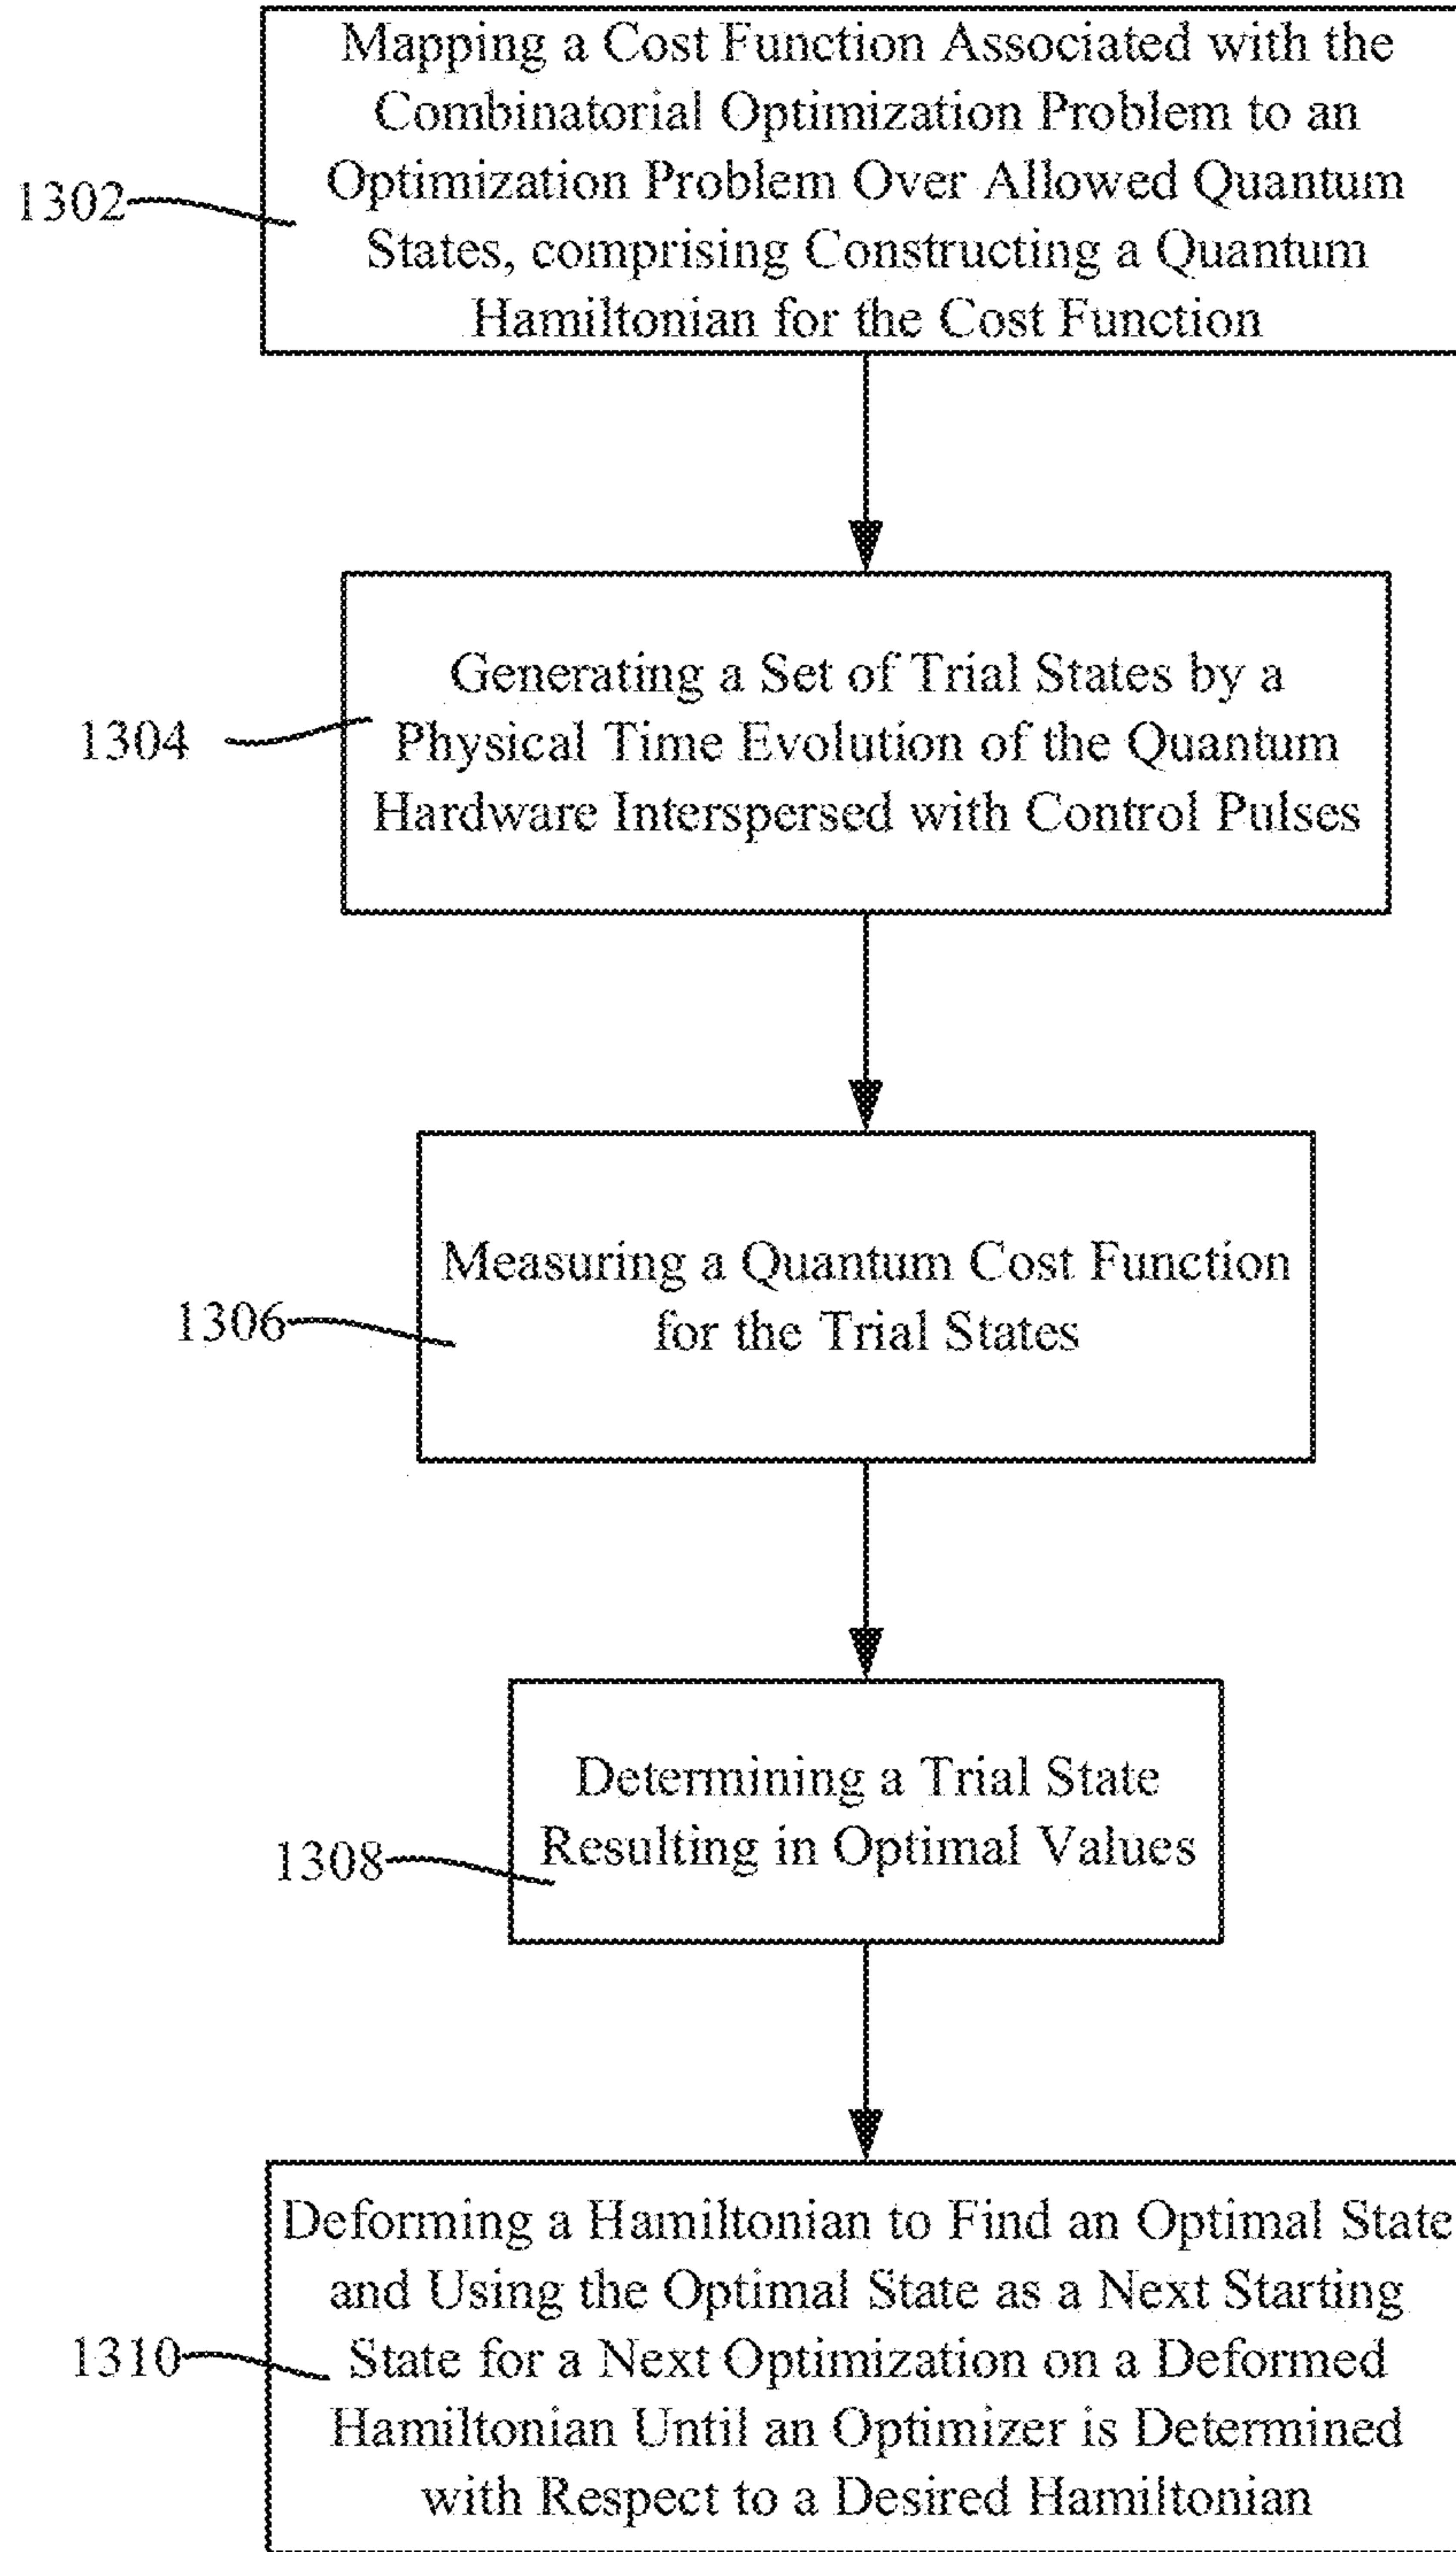 Mapping a Cost Function Associated with the
Combinatorial Optimization Problem to an
Optimization Problem Over Allowed Quantum
1302
States, comprising Constructing a Quantum
Hamiltonian for the Cost Function
Generating a Set of Trial States by a
1304
Physical Time Evolution of the Quantum
Hardware Interspersed with Control Pulses
Measuring a Quantum Cost Function
1306
for the Trial States
Determining a Trial State
Resulting in Optimal Values
1308
Deforming a Hamiltonian to Find an Optimal State
and Using the Optimal State as a Next Starting
1310
State for a Next Optimization on a Deformed
Hamiltonian Until an Optimizer is Determined
with Respect to a Desired Hamiltonian